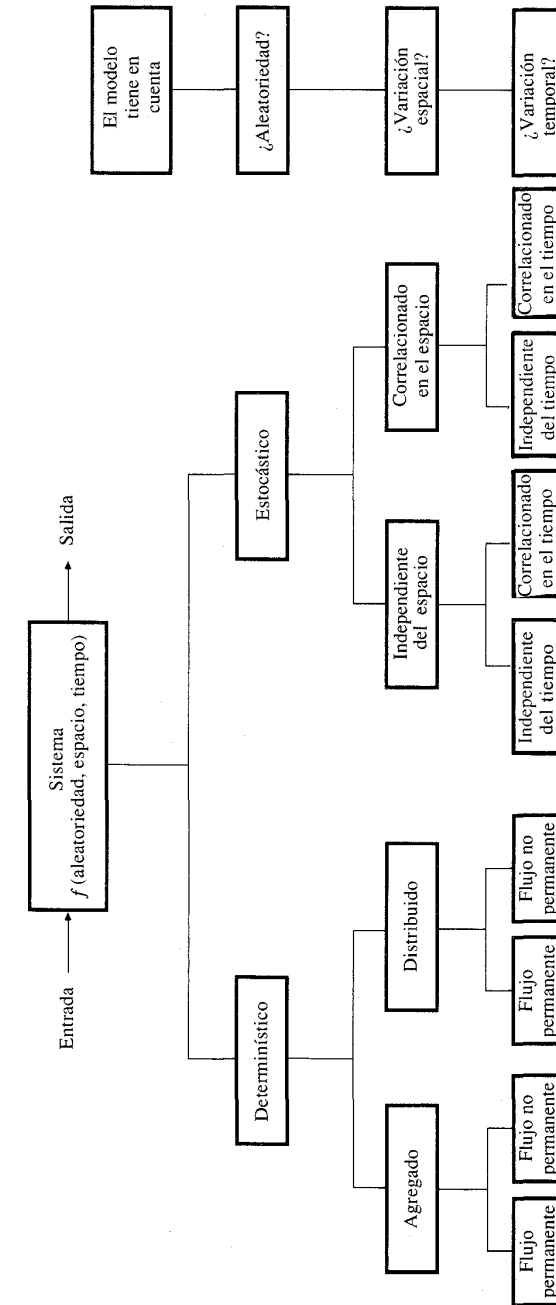 Sistema
f (aleatoriedad, espacio, tiempo)
Entrada
Salida
El modelo
tiene en
cuenta
Determinístico
Estocástico
¿Aleatoriedad?
Agregado
Distribuido
Independiente
del espacio
Correlacionado
en el espacio
¿Variación
espacial?
Flujo
permanente
Flujo no
permanente
Flujo
permanente
Flujo no
permanente
Independiente
del tiempo
Correlacionado
en el tiempo
Independiente
del tiempo
Correlacionado
en el tiempo
¿Variación
temporal?